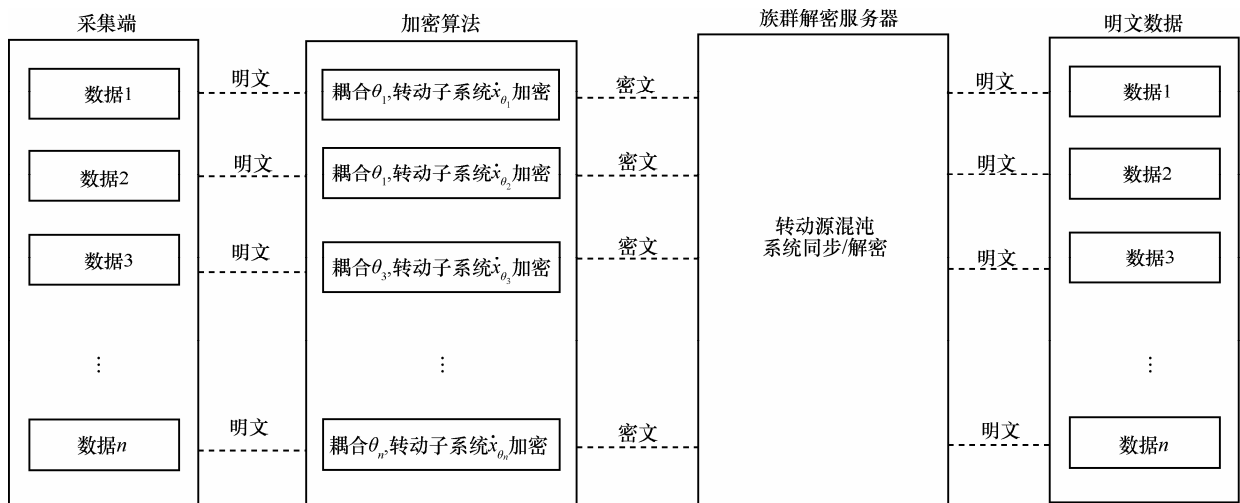 采集端 加密算法 族群解密服务器 明文数据
数据1 明文 耦合θ₁,转动子系统ẋ_θ₁加密 密文 明文 数据1
数据2 明文 耦合θ₁,转动子系统ẋ_θ₂加密 密文 明文 数据2
转动源混沌
系统同步/解密
数据3 明文 耦合θ₃,转动子系统ẋ_θ₃加密 密文 明文 数据3
⋮ ⋮ ⋮
数据n 明文 耦合θₙ,转动子系统ẋ_θₙ加密 密文 明文 数据n